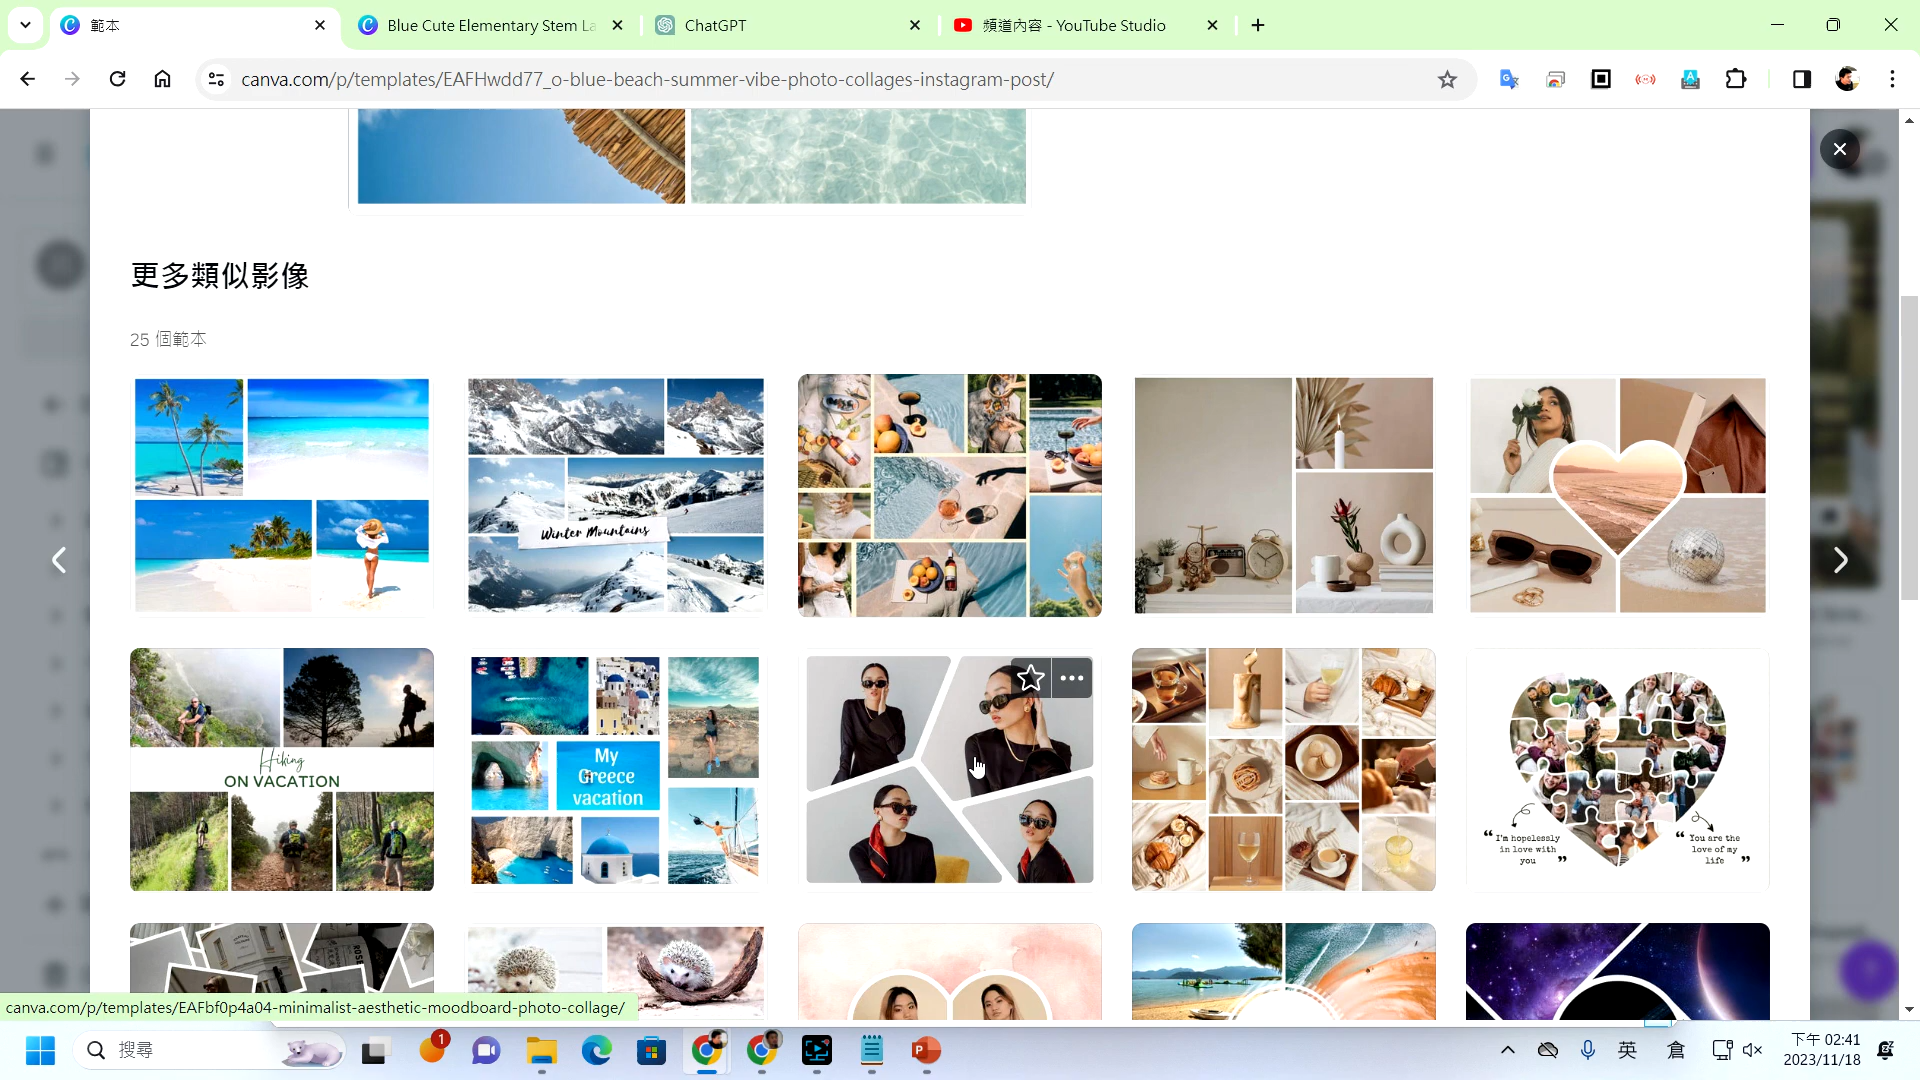 範本
Blue Cute Elementary Stem La
ChatGPT
頻道內容 - YouTube Studio
canva.com/p/templates/EAFHwdd77_o-blue-beach-summer-vibe-photo-collages-instagram-post/
更多類似影像
25 個範本
Winter Mountains
Hiking
ON VACATION
My
Greece
vacation
“ I'm hopelessly
in love with
you ”
“ You are the
love of my
life ”
canva.com/p/templates/EAFbf0p4a04-minimalist-aesthetic-moodboard-photo-collage/
搜尋
1
英
倉
下午 02:41
2023/11/18